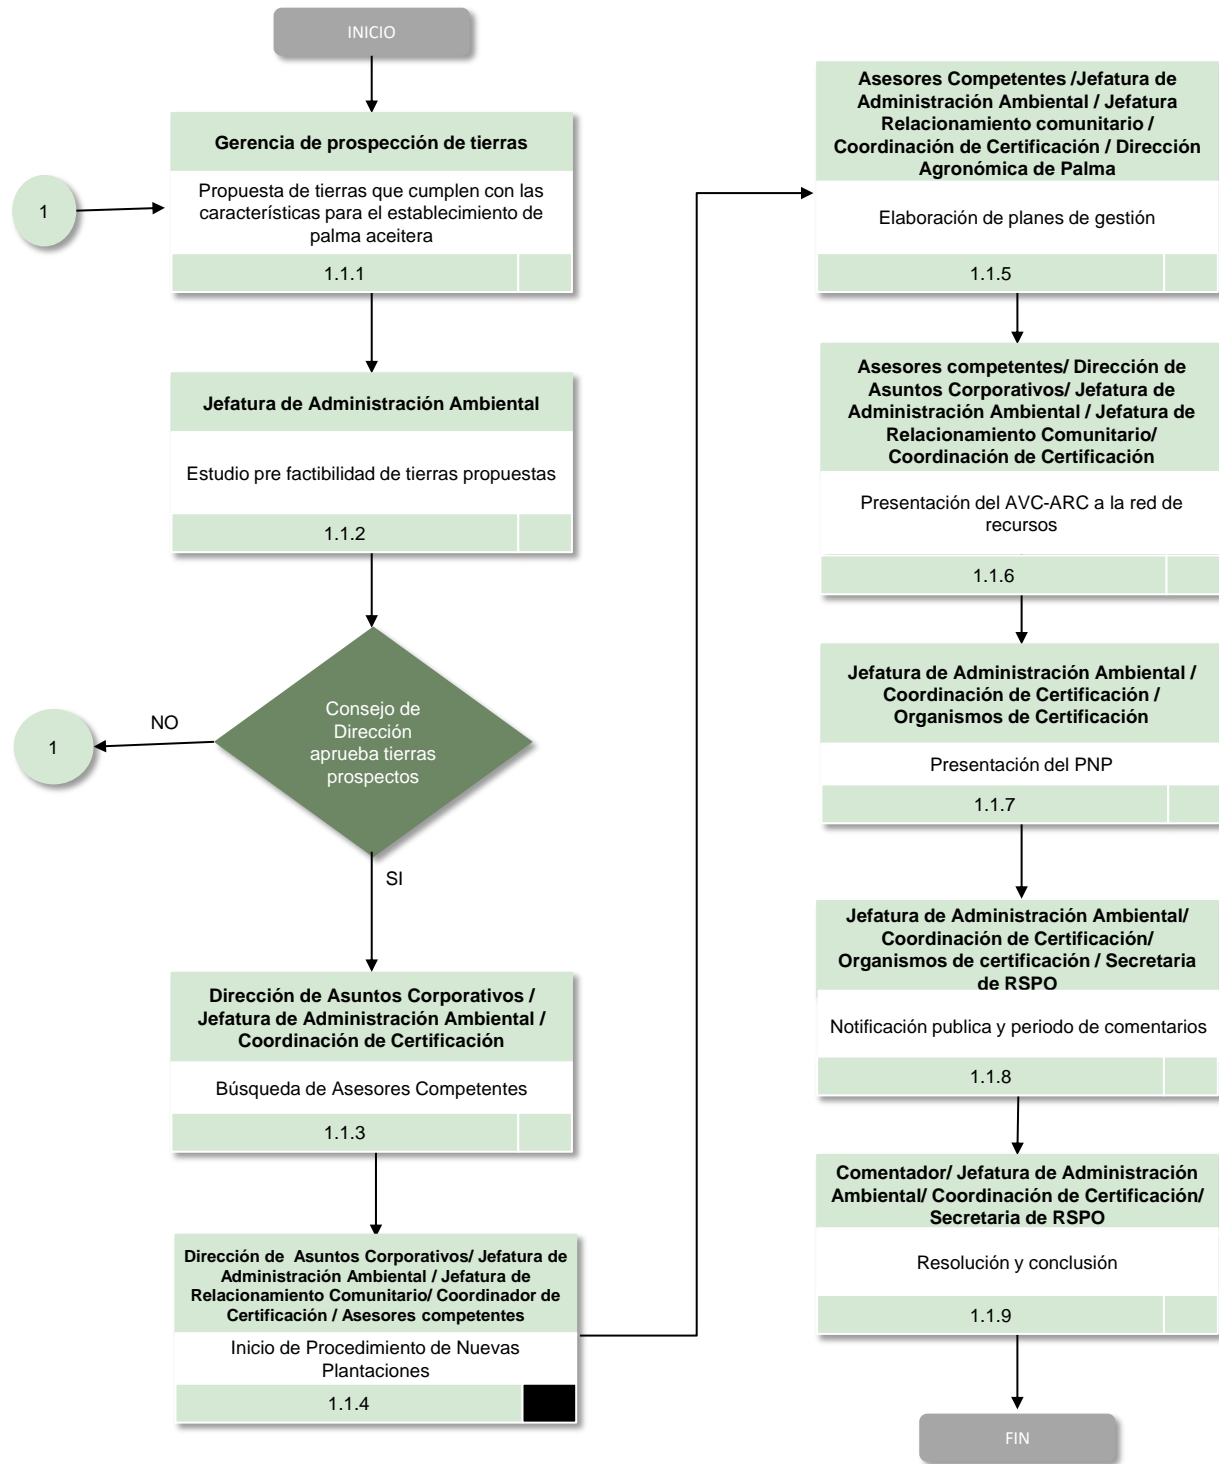 INICIO
Gerencia de prospección de tierras
1
Propuesta de tierras que cumplen con las
características para el establecimiento de
palma aceitera
1.1.1
Jefatura de Administración Ambiental
Estudio pre factibilidad de tierras propuestas
1.1.2
Consejo de
Dirección
aprueba tierras
prospectos
NO
1
SI
Dirección de Asuntos Corporativos /
Jefatura de Administración Ambiental /
Coordinación de Certificación
Búsqueda de Asesores Competentes
1.1.3
Dirección de Asuntos Corporativos/ Jefatura de
Administración Ambiental / Jefatura de
Relacionamiento Comunitario/ Coordinador de
Certificación / Asesores competentes
Inicio de Procedimiento de Nuevas
Plantaciones
1.1.4
Asesores Competentes /Jefatura de
Administración Ambiental / Jefatura
Relacionamiento comunitario /
Coordinación de Certificación / Dirección
Agronómica de Palma
Elaboración de planes de gestión
1.1.5
Asesores competentes/ Dirección de
Asuntos Corporativos/ Jefatura de
Administración Ambiental / Jefatura de
Relacionamiento Comunitario/
Coordinación de Certificación
Presentación del AVC-ARC a la red de
recursos
1.1.6
Jefatura de Administración Ambiental /
Coordinación de Certificación /
Organismos de Certificación
Presentación del PNP
1.1.7
Jefatura de Administración Ambiental/
Coordinación de Certificación/
Organismos de certificación / Secretaria
de RSPO
Notificación publica y periodo de comentarios
1.1.8
Comentador/ Jefatura de Administración
Ambiental/ Coordinación de Certificación/
Secretaria de RSPO
Resolución y conclusión
1.1.9
FIN